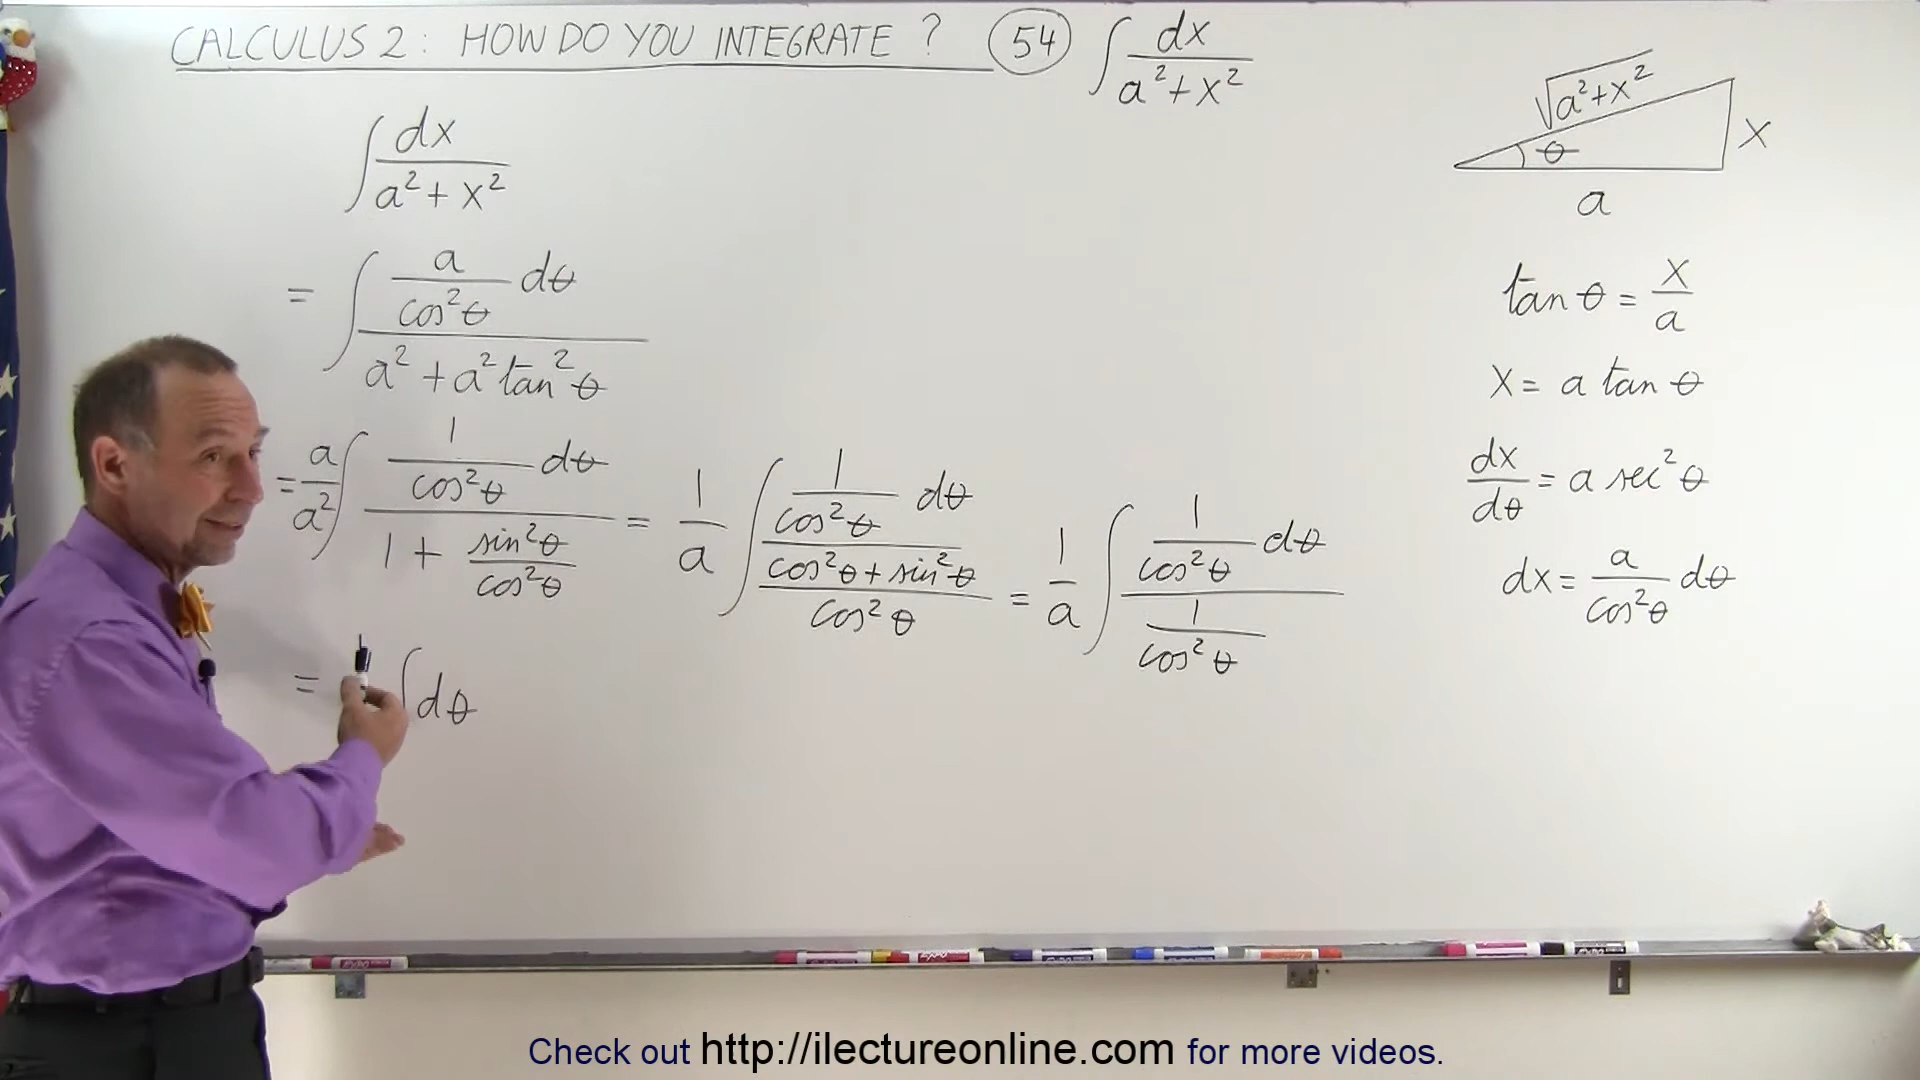 CALCULUS 2: HOW DO YOU INTEGRATE ? (54) ∫ dx/(a²+x²)
∫ dx/(a²+x²)
= ∫ (a/cos²θ dθ)/(a²+a²tan²θ)
= a/a² ∫ (1/cos²θ dθ)/(1+sin²θ/cos²θ) = 1/a ∫ (1/cos²θ dθ)/((cos²θ+sin²θ)/cos²θ) = 1/a ∫ (1/cos²θ dθ)/(1/cos²θ)
= ∫ dθ
√(a²+x²)
θ
x
a
tan θ = x/a
x = a tan θ
dx/dθ = a sec²θ
dx = a/cos²θ dθ
Check out http://ilectureonline.com for more videos.